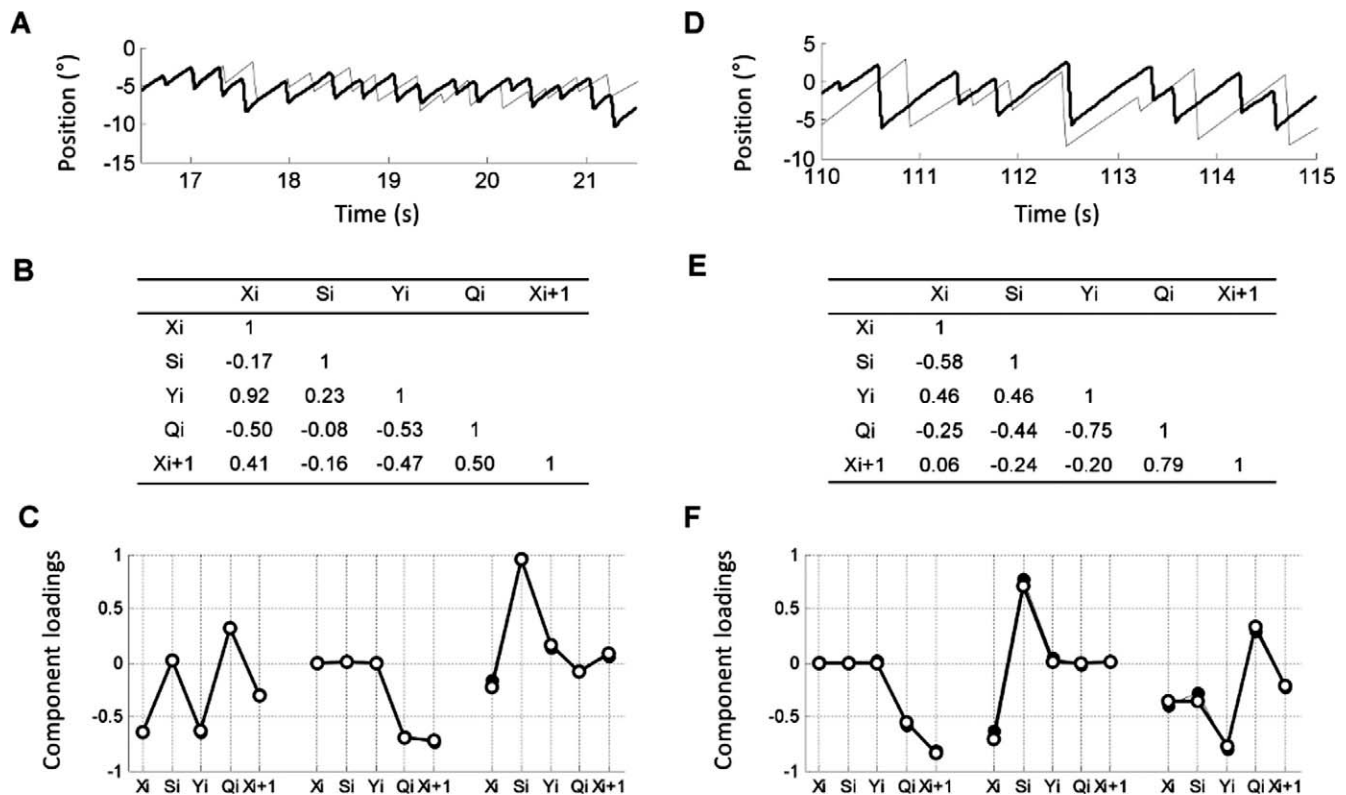 A
Position (°)
0
-5
-10
-15
17 18 19 20 21
Time (s)
B
Xi Si Yi Qi Xi+1
Xi 1
Si -0.17 1
Yi 0.92 0.23 1
Qi -0.50 -0.08 -0.53 1
Xi+1 0.41 -0.16 -0.47 0.50 1
C
Component loadings
1
0.5
0
-0.5
-1
Xi Si Yi Qi Xi+1 Xi Si Yi Qi Xi+1 Xi Si Yi Qi Xi+1
D
Position (°)
5
0
-5
-10
110 111 112 113 114 115
Time (s)
E
Xi Si Yi Qi Xi+1
Xi 1
Si -0.58 1
Yi 0.46 0.46 1
Qi -0.25 -0.44 -0.75 1
Xi+1 0.06 -0.24 -0.20 0.79 1
F
Component loadings
1
0.5
0
-0.5
-1
Xi Si Yi Qi Xi+1 Xi Si Yi Qi Xi+1 Xi Si Yi Qi Xi+1